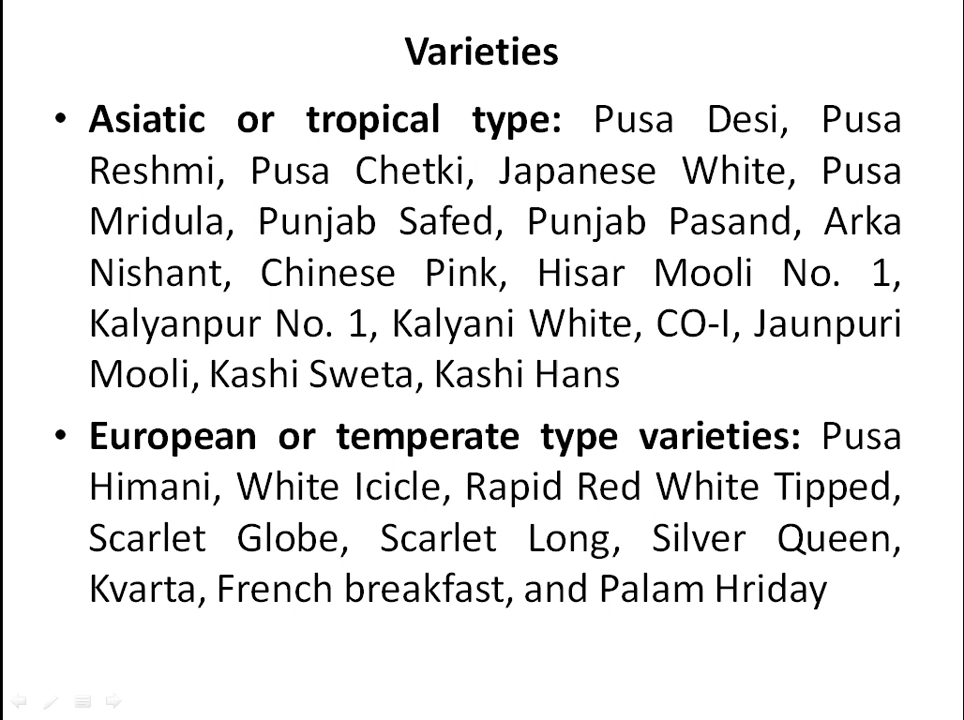 Varieties
• Asiatic or tropical type: Pusa Desi, Pusa
Reshmi, Pusa Chetki, Japanese White, Pusa
Mridula, Punjab Safed, Punjab Pasand, Arka
Nishant, Chinese Pink, Hisar Mooli No. 1,
Kalyanpur No. 1, Kalyani White, CO-I, Jaunpuri
Mooli, Kashi Sweta, Kashi Hans
• European or temperate type varieties: Pusa
Himani, White Icicle, Rapid Red White Tipped,
Scarlet Globe, Scarlet Long, Silver Queen,
Kvarta, French breakfast, and Palam Hriday